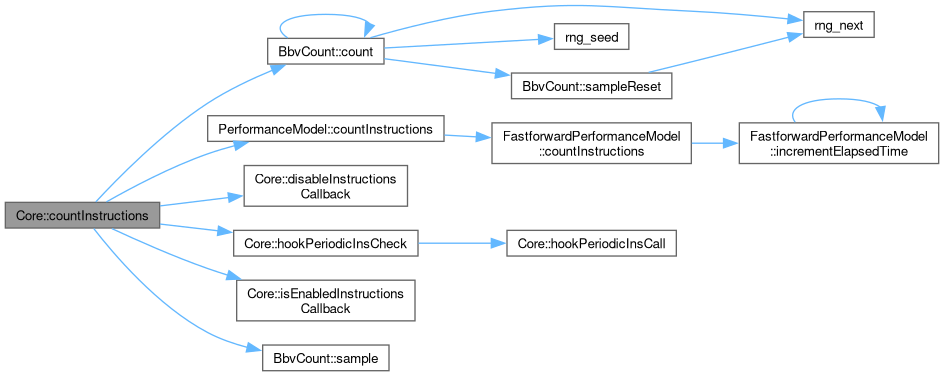 BbvCount::count
rng_next
rng_seed
BbvCount::sampleReset
PerformanceModel::countInstructions
FastforwardPerformanceModel
::countInstructions
FastforwardPerformanceModel
::incrementElapsedTime
Core::disableInstructions
Callback
Core::countInstructions
Core::hookPeriodicInsCheck
Core::hookPeriodicInsCall
Core::isEnabledInstructions
Callback
BbvCount::sample